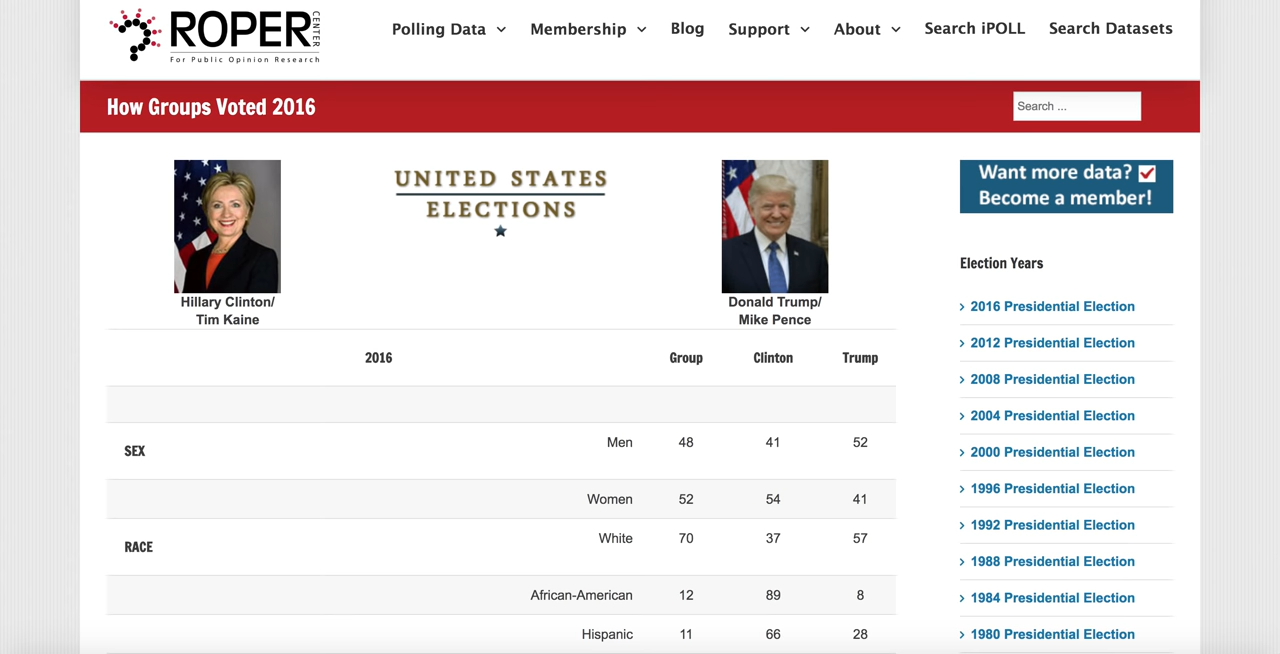 ROPER CENTER
For Public Opinion Research
Polling Data Membership Blog Support About Search iPOLL Search Datasets
How Groups Voted 2016
Search ...
UNITED STATES
ELECTIONS
Hillary Clinton/
Tim Kaine
Donald Trump/
Mike Pence
2016 Group Clinton Trump
SEX Men 48 41 52
Women 52 54 41
RACE White 70 37 57
African-American 12 89 8
Hispanic 11 66 28
Want more data?
Become a member!
Election Years
2016 Presidential Election
2012 Presidential Election
2008 Presidential Election
2004 Presidential Election
2000 Presidential Election
1996 Presidential Election
1992 Presidential Election
1988 Presidential Election
1984 Presidential Election
1980 Presidential Election